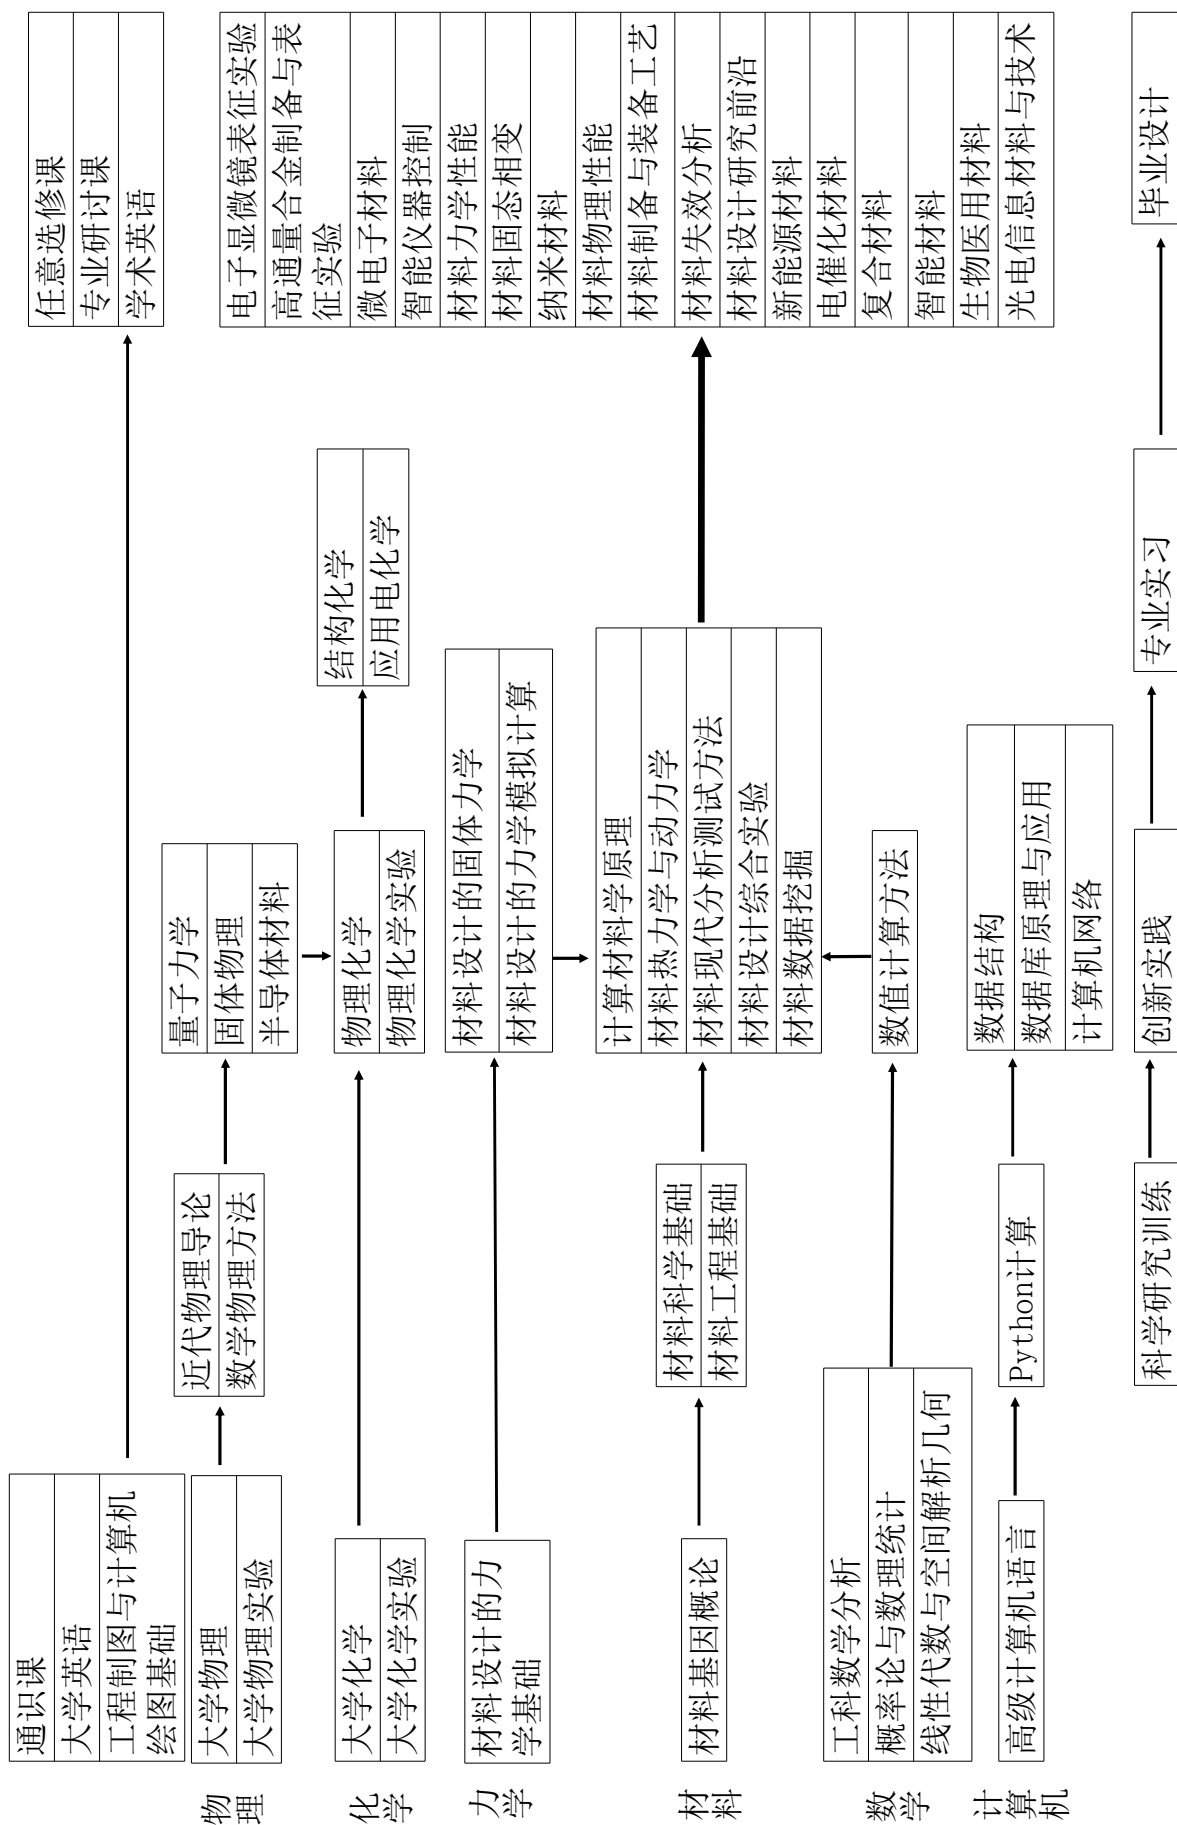 通识课
大学英语
工程制图与计算机
绘图基础
任意选修课
专业研讨课
学术英语
物理
大学物理
大学物理实验
近代物理导论
数学物理方法
量子力学
固体物理
半导体材料
化学
大学化学
大学化学实验
物理化学
物理化学实验
结构化学
应用电化学
力学
材料设计的力
学基础
材料设计的固体力学
材料设计的力学模拟计算
材料
材料基因概论
材料科学基础
材料工程基础
计算材料学原理
材料热力学与动力学
材料现代分析测试方法
材料设计综合实验
材料数据挖掘
电子显微镜表征实验
高通量合金制备与表
征实验
微电子材料
智能仪器控制
材料力学性能
材料固态相变
纳米材料
材料物理性能
材料制备与装备工艺
材料失效分析
材料设计研究前沿
新能源材料
电催化材料
复合材料
智能材料
生物医用材料
光电信息材料与技术
数学
工科数学分析
概率论与数理统计
线性代数与空间解析几何
数值计算方法
计算机
高级计算机语言
Python计算
数据结构
数据库原理与应用
计算机网络
科学研究训练
创新实践
专业实习
毕业设计